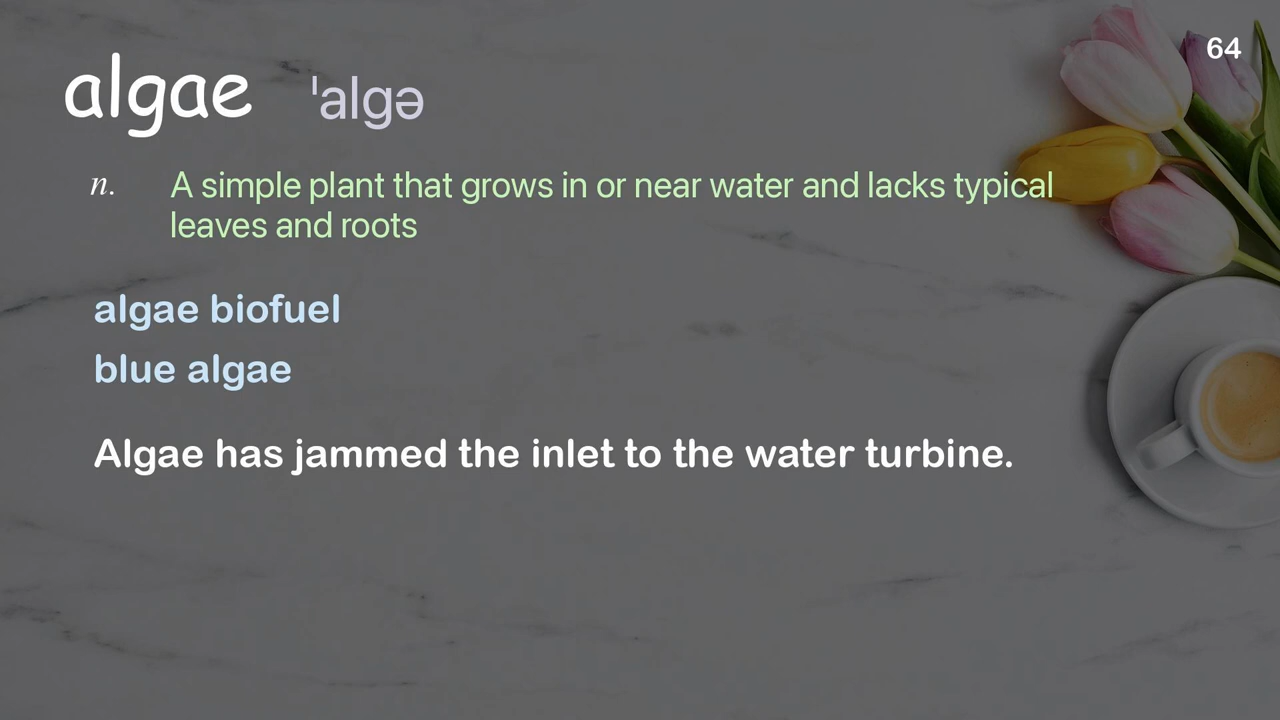 64
algae ˈalɡə
n. A simple plant that grows in or near water and lacks typical
leaves and roots
algae biofuel
blue algae
Algae has jammed the inlet to the water turbine.